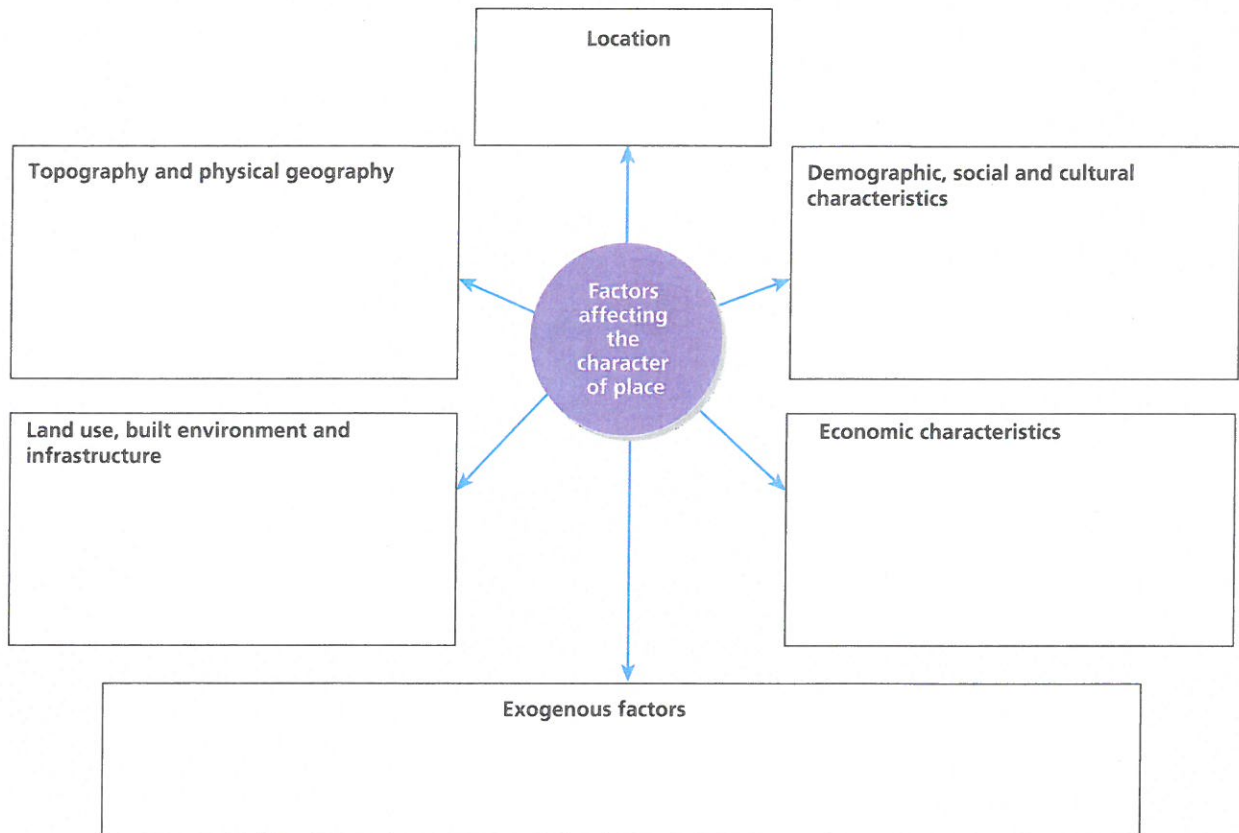 Location
Topography and physical geography
Demographic, social and cultural
characteristics
Factors
affecting
the
character
of place
Land use, built environment and
infrastructure
Economic characteristics
Exogenous factors